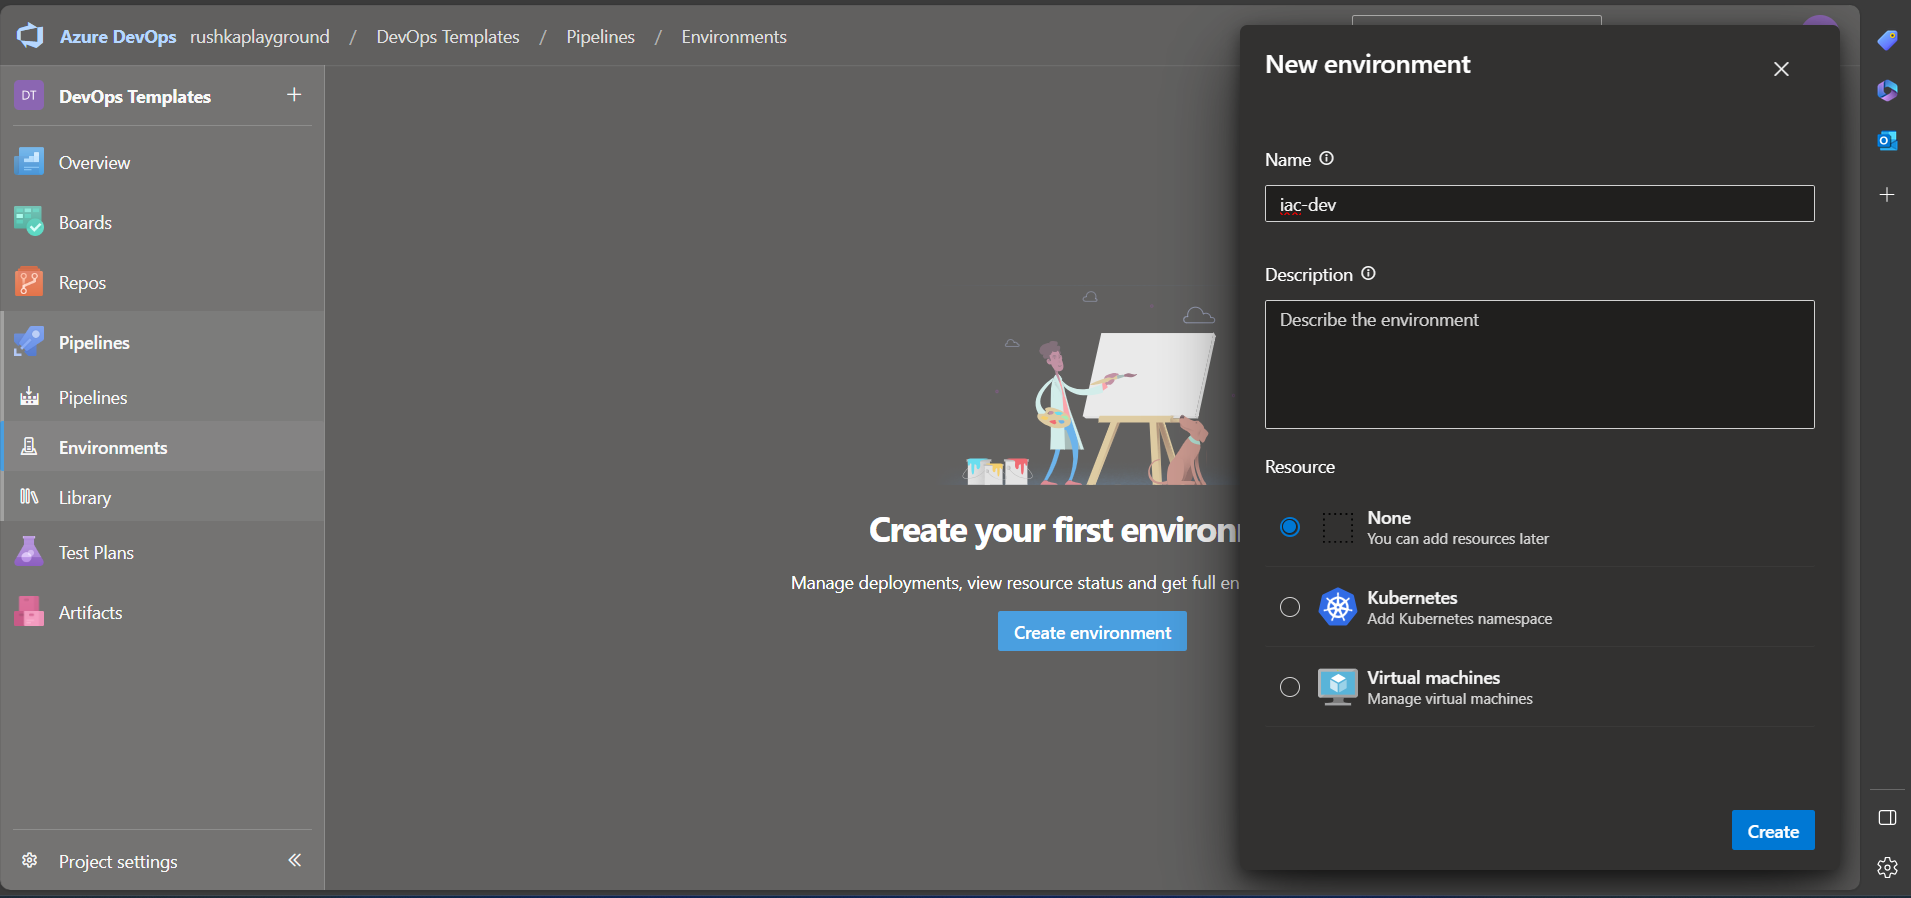 Azure DevOps rushkaplayground / DevOps Templates / Pipelines / Environments
DT DevOps Templates
Overview
Boards
Repos
Pipelines
Pipelines
Environments
Library
Test Plans
Artifacts
Project settings
Create your first environ
Manage deployments, view resource status and get full en
Create environment
New environment
Name
iac-dev
Description
Describe the environment
Resource
None
You can add resources later
Kubernetes
Add Kubernetes namespace
Virtual machines
Manage virtual machines
Create